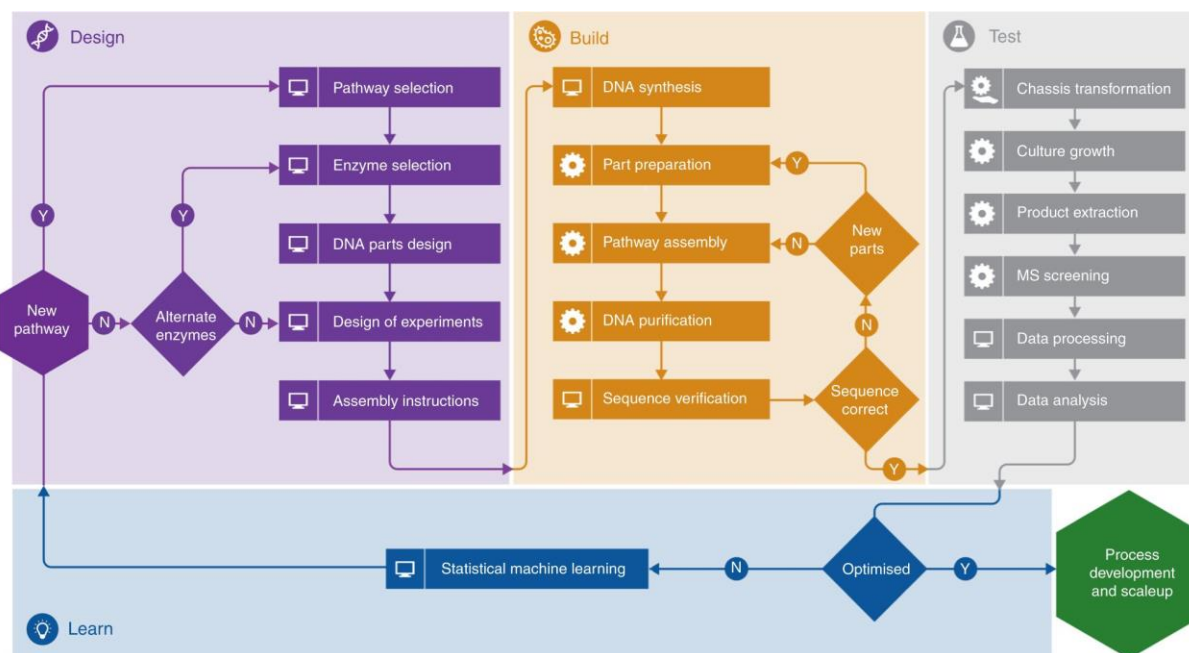 Design
Pathway selection
Enzyme selection
DNA parts design
Design of experiments
Assembly instructions
Y
Y
New
pathway
N
Alternate
enzymes
N
Build
DNA synthesis
Part preparation
Pathway assembly
DNA purification
Sequence verification
Y
N
New
parts
N
Sequence
correct
Y
Test
Chassis transformation
Culture growth
Product extraction
MS screening
Data processing
Data analysis
Learn
Statistical machine learning
N
Optimised
Y
Process
development
and scaleup